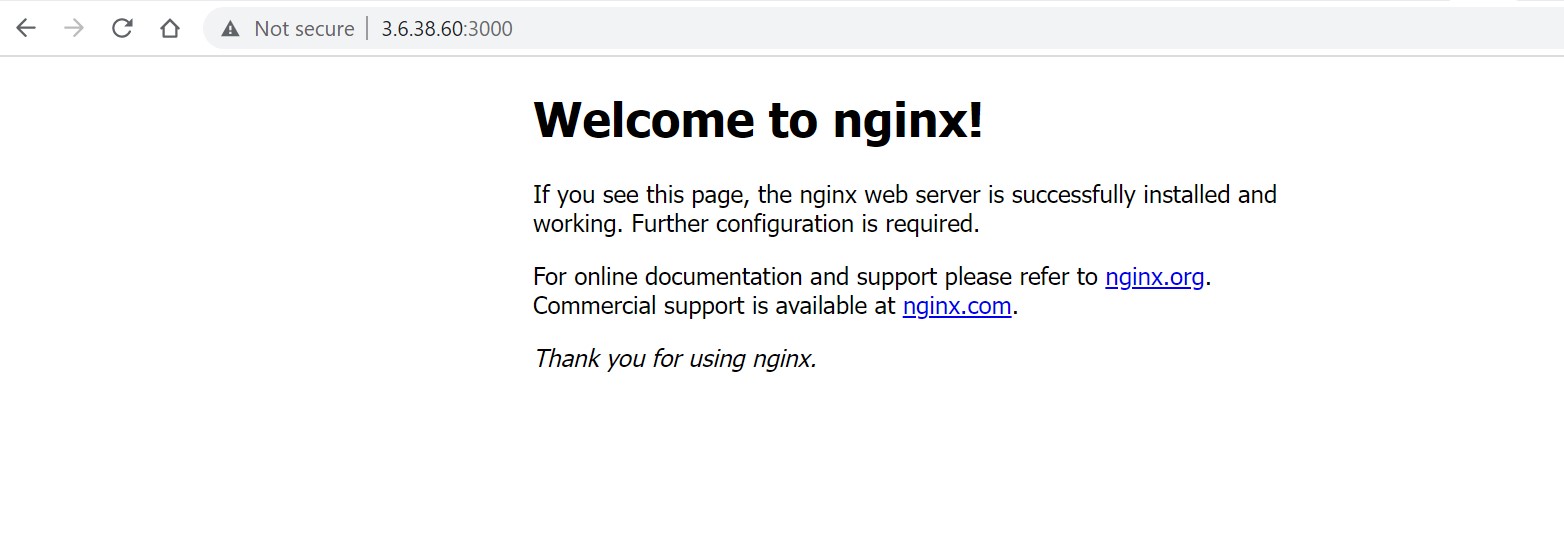 Not secure | 3.6.38.60:3000
Welcome to nginx!
If you see this page, the nginx web server is successfully installed and
working. Further configuration is required.
For online documentation and support please refer to nginx.org.
Commercial support is available at nginx.com.
Thank you for using nginx.